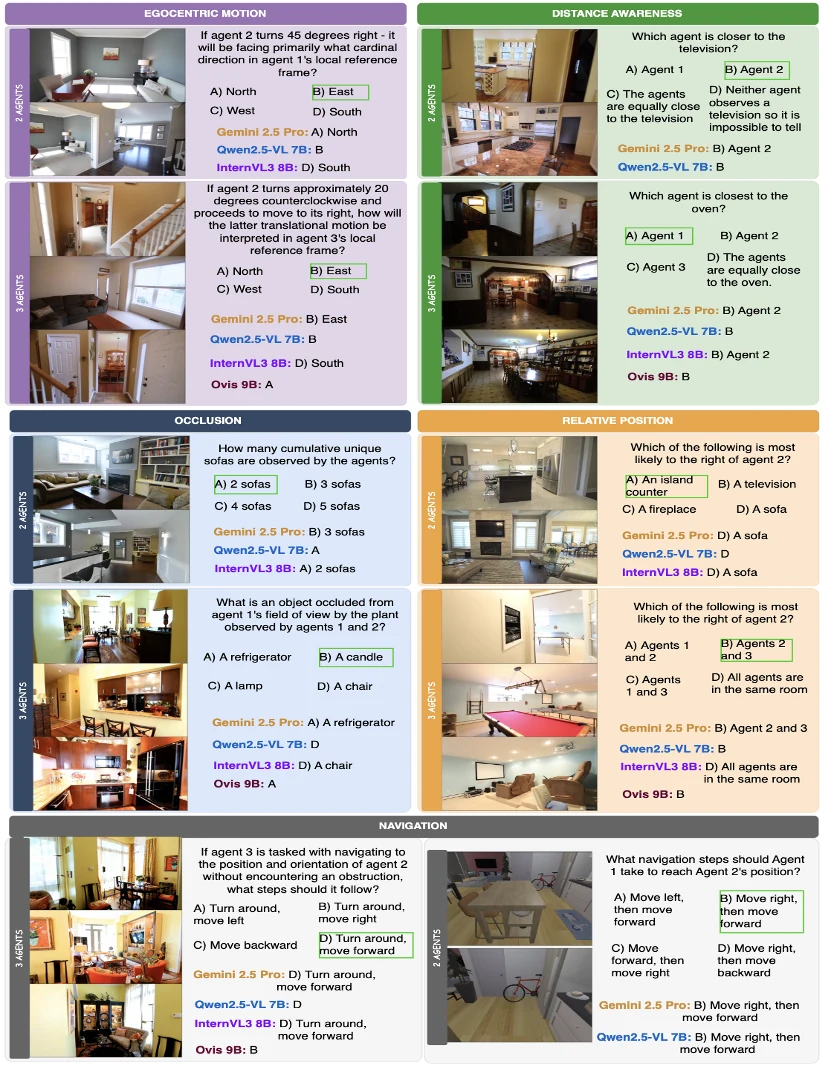 EGOCENTRIC MOTION
2 AGENTS
If agent 2 turns 45 degrees right - it
will be facing primarily what cardinal
direction in agent 1's local reference
frame?
A) North
B) East
C) West
D) South
Gemini 2.5 Pro: A) North
Qwen2.5-VL 7B: B
InternVL3 8B: D) South
3 AGENTS
If agent 2 turns approximately 20
degrees counterclockwise and
proceeds to move to its right, how will
the latter translational motion be
interpreted in agent 3's local
reference frame?
A) North
B) East
C) West
D) South
Gemini 2.5 Pro: B) East
Qwen2.5-VL 7B: B
InternVL3 8B: D) South
Ovis 9B: A
DISTANCE AWARENESS
2 AGENTS
Which agent is closer to the
television?
A) Agent 1
B) Agent 2
C) The agents
are equally close
to the television
D) Neither agent
observes a
television so it is
impossible to tell
Gemini 2.5 Pro: B) Agent 2
Qwen2.5-VL 7B: B
3 AGENTS
Which agent is closest to the
oven?
A) Agent 1
B) Agent 2
C) Agent 3
D) The agents
are equally close
to the oven.
Gemini 2.5 Pro: B) Agent 2
Qwen2.5-VL 7B: B
InternVL3 8B: B) Agent 2
Ovis 9B: B
OCCLUSION
2 AGENTS
How many cumulative unique
sofas are observed by the agents?
A) 2 sofas
B) 3 sofas
C) 4 sofas
D) 5 sofas
Gemini 2.5 Pro: B) 3 sofas
Qwen2.5-VL 7B: A
InternVL3 8B: A) 2 sofas
3 AGENTS
What is an object occluded from
agent 1's field of view by the plant
observed by agents 1 and 2?
A) A refrigerator
B) A candle
C) A lamp
D) A chair
Gemini 2.5 Pro: A) A refrigerator
Qwen2.5-VL 7B: D
InternVL3 8B: D) A chair
Ovis 9B: A
RELATIVE POSITION
2 AGENTS
Which of the following is most
likely to the right of agent 2?
A) An island
counter
B) A television
C) A fireplace
D) A sofa
Gemini 2.5 Pro: D) A sofa
Qwen2.5-VL 7B: D
InternVL3 8B: D) A sofa
3 AGENTS
Which of the following is most
likely to the right of agent 2?
A) Agents 1
and 2
B) Agents 2
and 3
C) Agents
1 and 3
D) All agents are
in the same room
Gemini 2.5 Pro: B) Agent 2 and 3
Qwen2.5-VL 7B: B
InternVL3 8B: D) All agents are
in the same room
Ovis 9B: B
NAVIGATION
3 AGENTS
If agent 3 is tasked with navigating to
the position and orientation of agent 2
without encountering an obstruction,
what steps should it follow?
A) Turn around,
move left
B) Turn around,
move right
C) Move backward
D) Turn around,
move forward
Gemini 2.5 Pro: D) Turn around,
move forward
Qwen2.5-VL 7B: D
InternVL3 8B: D) Turn around,
move forward
Ovis 9B: B
2 AGENTS
What navigation steps should Agent
1 take to reach Agent 2's position?
A) Move left,
then move
forward
B) Move right,
then move
forward
C) Move
forward, then
move right
D) Move right,
then move
backward
Gemini 2.5 Pro: B) Move right, then
move forward
Qwen2.5-VL 7B: B) Move right, then
move forward